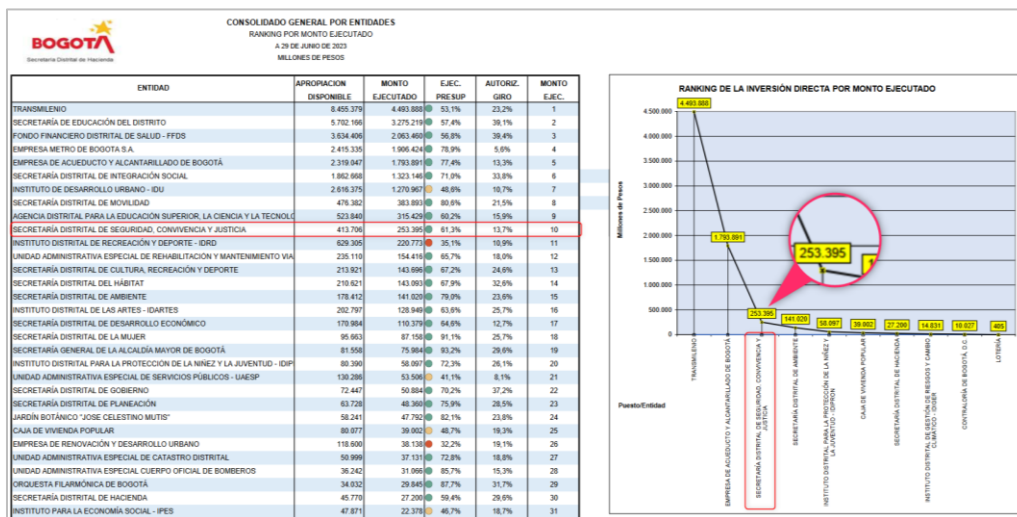 BOGOTÁ
Secretaría Distrital de Hacienda
CONSOLIDADO GENERAL POR ENTIDADES
RANKING POR MONTO EJECUTADO
A 29 DE JUNIO DE 2023
MILLONES DE PESOS
ENTIDAD APROPIACION DISPONIBLE MONTO EJECUTADO EJEC. PRESUP AUTORIZ. GIRO MONTO EJEC.
TRANSMILENIO 8.455.379 4.493.888 53,1% 23,2% 1
SECRETARÍA DE EDUCACIÓN DEL DISTRITO 5.702.166 3.275.219 57,4% 39,1% 2
FONDO FINANCIERO DISTRITAL DE SALUD - FFDS 3.634.406 2.063.460 56,8% 39,4% 3
EMPRESA METRO DE BOGOTA S.A. 2.415.335 1.906.424 78,9% 5,6% 4
EMPRESA DE ACUEDUCTO Y ALCANTARILLADO DE BOGOTÁ 2.319.047 1.793.891 77,4% 13,3% 5
SECRETARÍA DISTRITAL DE INTEGRACIÓN SOCIAL 1.862.668 1.323.146 71,0% 33,8% 6
INSTITUTO DE DESARROLLO URBANO - IDU 2.616.375 1.270.967 48,6% 10,7% 7
SECRETARÍA DISTRITAL DE MOVILIDAD 476.382 383.893 80,6% 21,5% 8
AGENCIA DISTRITAL PARA LA EDUCACIÓN SUPERIOR, LA CIENCIA Y LA TECNOLO 523.840 315.429 60,2% 15,9% 9
SECRETARÍA DISTRITAL DE SEGURIDAD, CONVIVENCIA Y JUSTICIA 413.706 253.395 61,3% 13,7% 10
INSTITUTO DISTRITAL DE RECREACIÓN Y DEPORTE - IDRD 629.305 220.773 35,1% 10,9% 11
UNIDAD ADMINISTRATIVA ESPECIAL DE REHABILITACIÓN Y MANTENIMIENTO VIA 235.110 154.416 65,7% 18,0% 12
SECRETARÍA DISTRITAL DE CULTURA, RECREACIÓN Y DEPORTE 213.921 143.696 67,2% 24,6% 13
SECRETARÍA DISTRITAL DEL HÁBITAT 210.621 143.093 67,9% 32,6% 14
SECRETARÍA DISTRITAL DE AMBIENTE 178.412 141.020 79,0% 23,6% 15
INSTITUTO DISTRITAL DE LAS ARTES - IDARTES 202.797 128.949 63,6% 25,7% 16
SECRETARÍA DISTRITAL DE DESARROLLO ECONÓMICO 170.984 110.379 64,6% 12,7% 17
SECRETARÍA DISTRITAL DE LA MUJER 95.663 87.158 91,1% 25,7% 18
SECRETARÍA GENERAL DE LA ALCALDÍA MAYOR DE BOGOTÁ 81.558 75.984 93,2% 29,6% 19
INSTITUTO DISTRITAL PARA LA PROTECCIÓN DE LA NIÑEZ Y LA JUVENTUD - IDIP 80.390 58.097 72,3% 26,1% 20
UNIDAD ADMINISTRATIVA ESPECIAL DE SERVICIOS PÚBLICOS - UAESP 130.286 53.506 41,1% 8,1% 21
SECRETARÍA DISTRITAL DE GOBIERNO 72.447 50.884 70,2% 37,2% 22
SECRETARÍA DISTRITAL DE PLANEACIÓN 63.728 48.360 75,9% 28,5% 23
JARDÍN BOTÁNICO "JOSE CELESTINO MUTIS" 58.241 47.792 82,1% 23,8% 24
CAJA DE VIVIENDA POPULAR 80.077 39.002 48,7% 19,3% 25
EMPRESA DE RENOVACIÓN Y DESARROLLO URBANO 118.600 38.138 32,2% 19,1% 26
UNIDAD ADMINISTRATIVA ESPECIAL DE CATASTRO DISTRITAL 50.999 37.131 72,8% 18,8% 27
UNIDAD ADMINISTRATIVA ESPECIAL CUERPO OFICIAL DE BOMBEROS 36.242 31.066 85,7% 15,3% 28
ORQUESTA FILARMÓNICA DE BOGOTÁ 34.032 29.845 87,7% 31,7% 29
SECRETARÍA DISTRITAL DE HACIENDA 45.770 27.200 59,4% 29,6% 30
INSTITUTO PARA LA ECONOMÍA SOCIAL - IPES 47.871 22.378 46,7% 18,7% 31
RANKING DE LA INVERSIÓN DIRECTA POR MONTO EJECUTADO
Millones de Pesos
4.500.000
4.000.000
3.500.000
3.000.000
2.500.000
2.000.000
1.500.000
1.000.000
500.000
0
4.493.888
1.793.891
253.395
253.395
141.020
58.097
39.002
27.200
14.831
10.027
405
Puesto/Entidad
TRANSMILENIO
EMPRESA DE ACUEDUCTO Y ALCANTARILLADO DE BOGOTÁ
SECRETARÍA DISTRITAL DE SEGURIDAD, CONVIVENCIA Y JUSTICIA
SECRETARÍA DISTRITAL DE AMBIENTE
INSTITUTO DISTRITAL PARA LA PROTECCIÓN DE LA NIÑEZ Y LA JUVENTUD - IDIPRON
CAJA DE VIVIENDA POPULAR
SECRETARÍA DISTRITAL DE HACIENDA
INSTITUTO DISTRITAL DE GESTIÓN DE RIESGOS Y CAMBIO CLIMÁTICO - IDIGER
CONTRALORÍA DE BOGOTÁ, D.C.
LOTERÍA